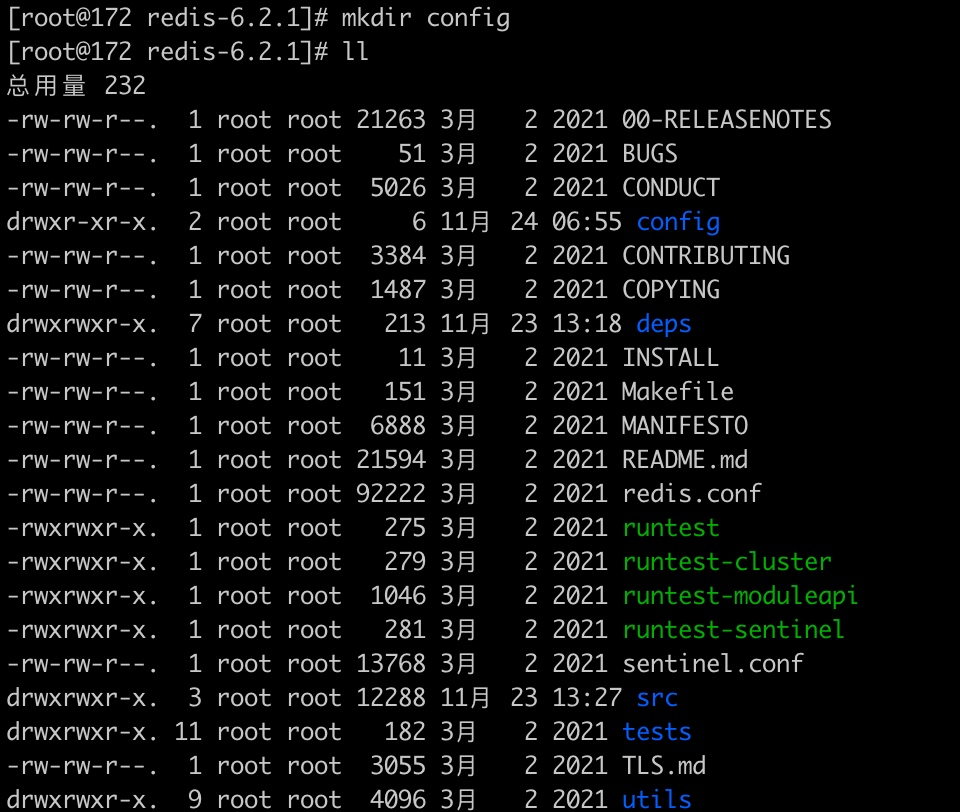 [root@172 redis-6.2.1]# mkdir config
[root@172 redis-6.2.1]# ll
总用量 232
-rw-rw-r--.  1 root root 21263 3月   2 2021 00-RELEASENOTES
-rw-rw-r--.  1 root root    51 3月   2 2021 BUGS
-rw-rw-r--.  1 root root  5026 3月   2 2021 CONDUCT
drwxr-xr-x.  2 root root     6 11月 24 06:55 config
-rw-rw-r--.  1 root root  3384 3月   2 2021 CONTRIBUTING
-rw-rw-r--.  1 root root  1487 3月   2 2021 COPYING
drwxrwxr-x.  7 root root   213 11月 23 13:18 deps
-rw-rw-r--.  1 root root    11 3月   2 2021 INSTALL
-rw-rw-r--.  1 root root   151 3月   2 2021 Makefile
-rw-rw-r--.  1 root root  6888 3月   2 2021 MANIFESTO
-rw-rw-r--.  1 root root 21594 3月   2 2021 README.md
-rw-rw-r--.  1 root root 92222 3月   2 2021 redis.conf
-rwxrwxr-x.  1 root root   275 3月   2 2021 runtest
-rwxrwxr-x.  1 root root   279 3月   2 2021 runtest-cluster
-rwxrwxr-x.  1 root root  1046 3月   2 2021 runtest-moduleapi
-rwxrwxr-x.  1 root root   281 3月   2 2021 runtest-sentinel
-rw-rw-r--.  1 root root 13768 3月   2 2021 sentinel.conf
drwxrwxr-x.  3 root root 12288 11月 23 13:27 src
drwxrwxr-x. 11 root root   182 3月   2 2021 tests
-rw-rw-r--.  1 root root  3055 3月   2 2021 TLS.md
drwxrwxr-x.  9 root root  4096 3月   2 2021 utils